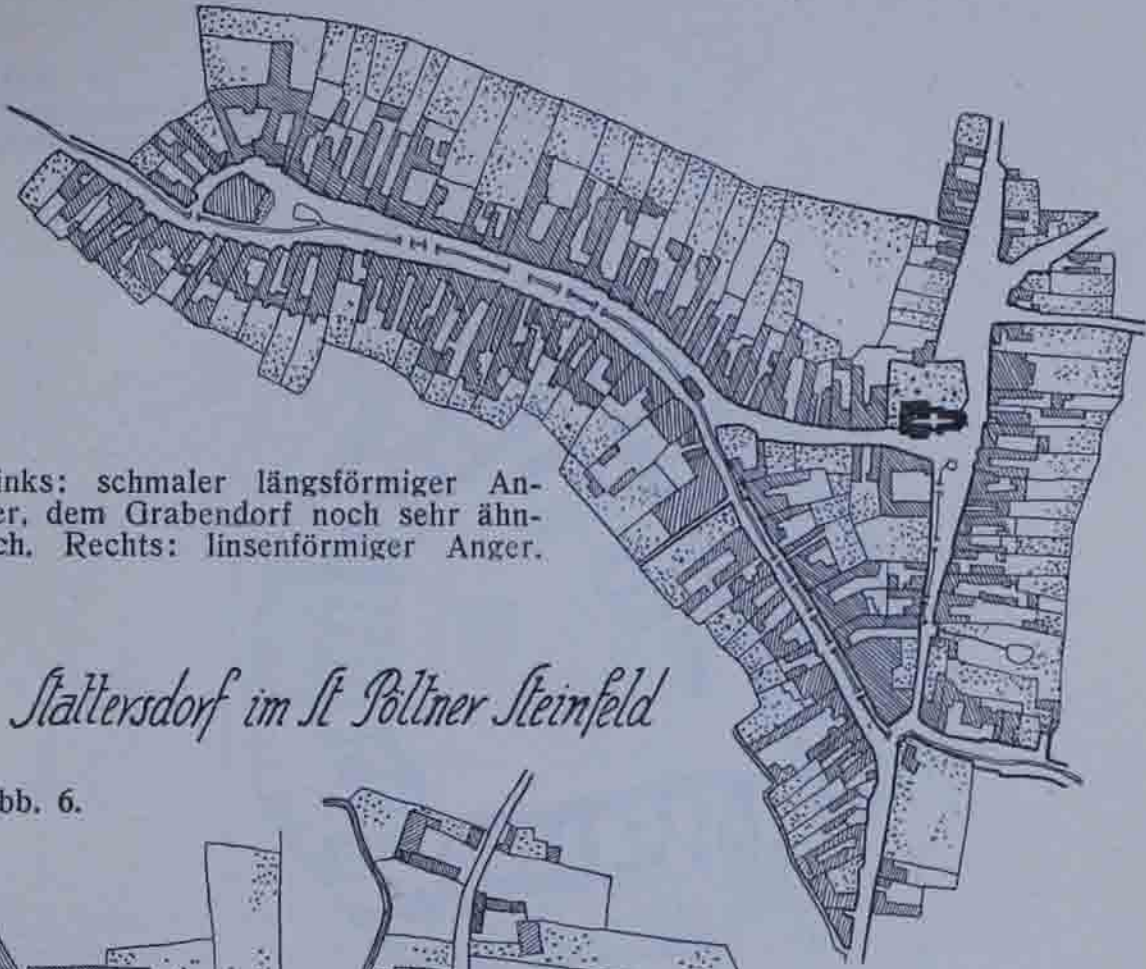 inks: schmaler längsförmiger An-
er, dem Grabendorf noch sehr ähn-
ch. Rechts: linsenförmiger Anger.
Stattersdorf im St Pöltner Steinfeld
bb. 6.